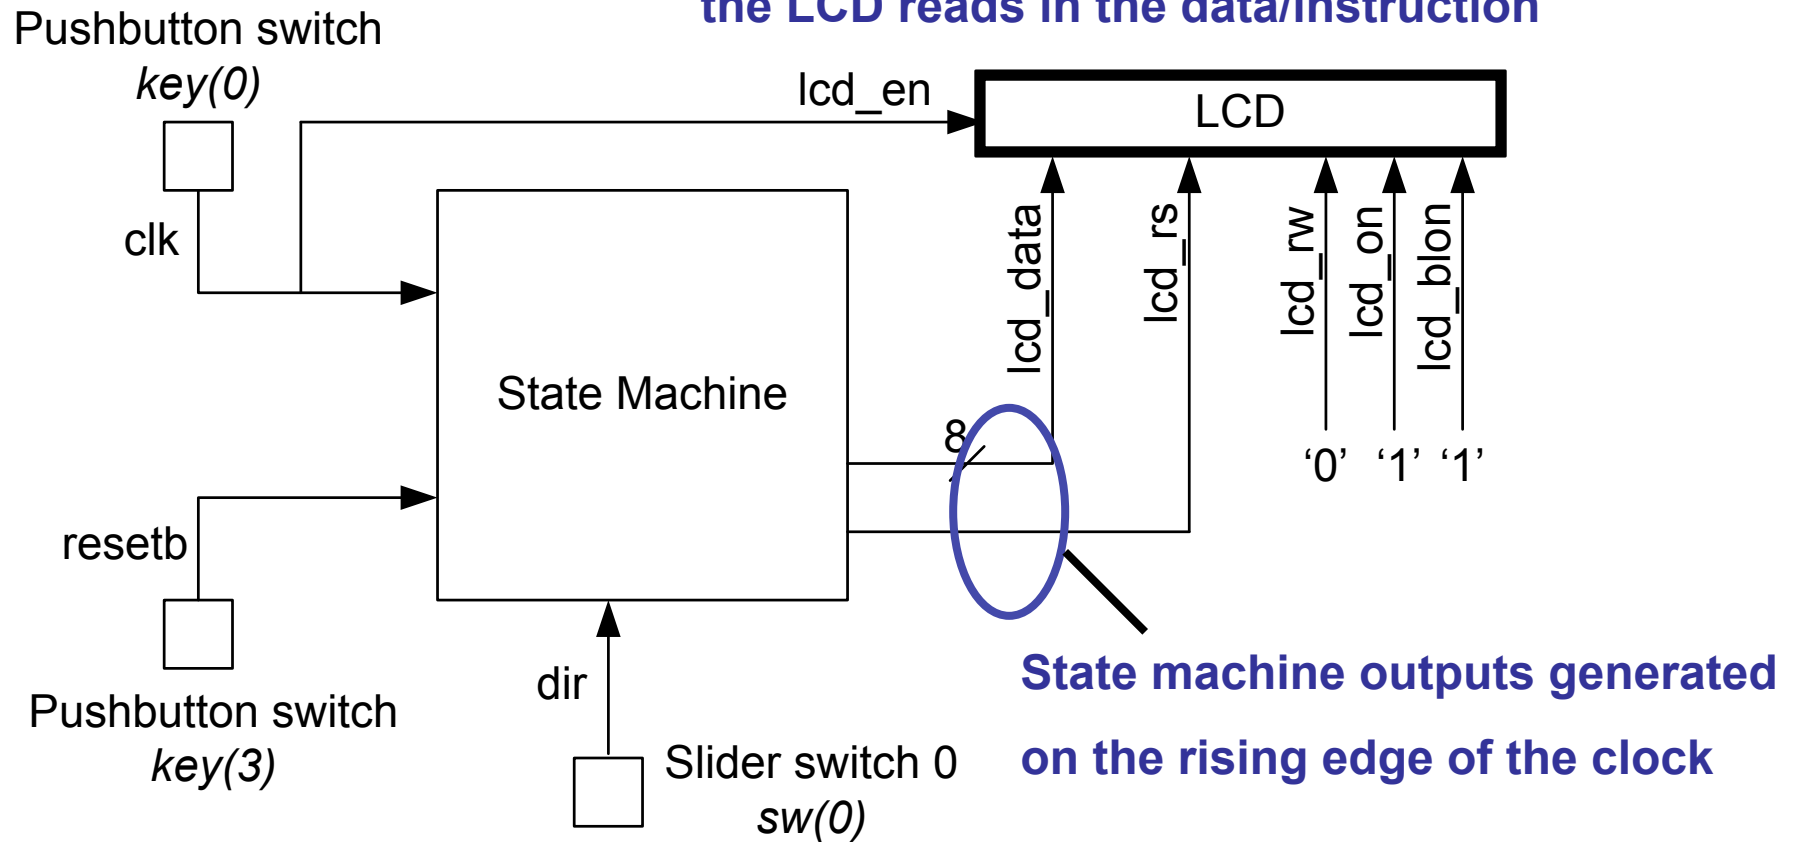 the LCD reads in the data/instruction
Pushbutton switch
key(0)
lcd_en
LCD
clk
lcd_data
lcd_rs
lcd_rw
lcd_on
lcd_blon
State Machine
8
‘0’ ‘1’ ‘1’
resetb
dir
Pushbutton switch
key(3)
Slider switch 0
sw(0)
State machine outputs generated
on the rising edge of the clock